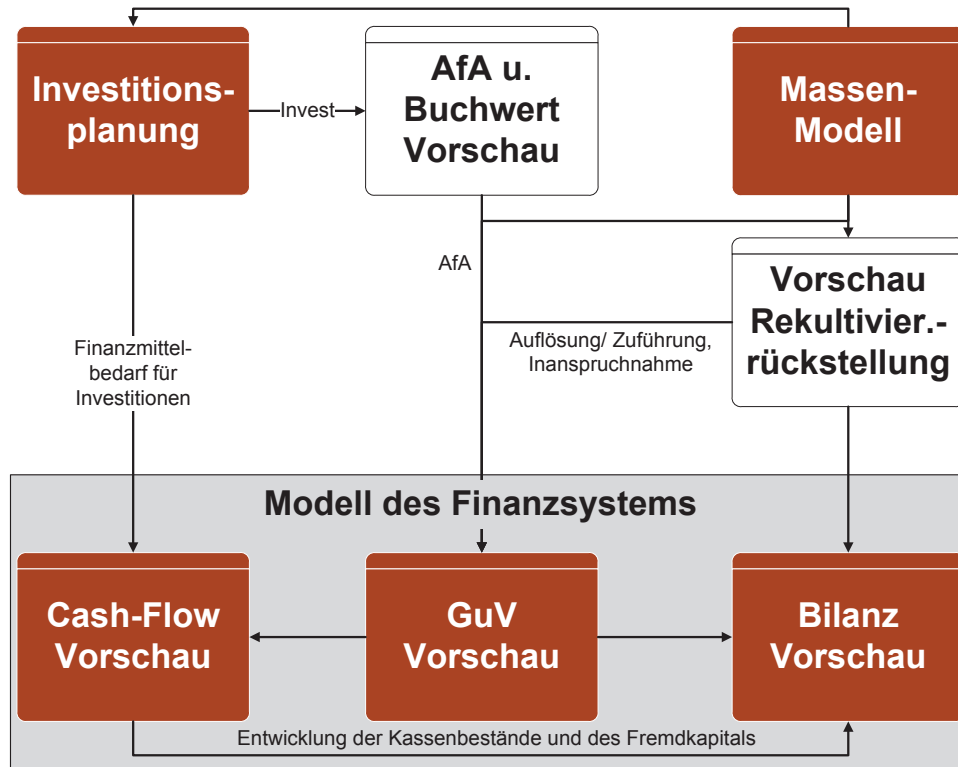 Investitions-
planung
Invest
AfA u.
Buchwert
Vorschau
Massen-
Modell
AfA
Vorschau
Rekultivier.-
rückstellung
Auflösung/ Zuführung,
Inanspruchnahme
Finanzmittel-
bedarf für
Investitionen
Modell des Finanzsystems
Cash-Flow
Vorschau
GuV
Vorschau
Bilanz
Vorschau
Entwicklung der Kassenbestände und des Fremdkapitals